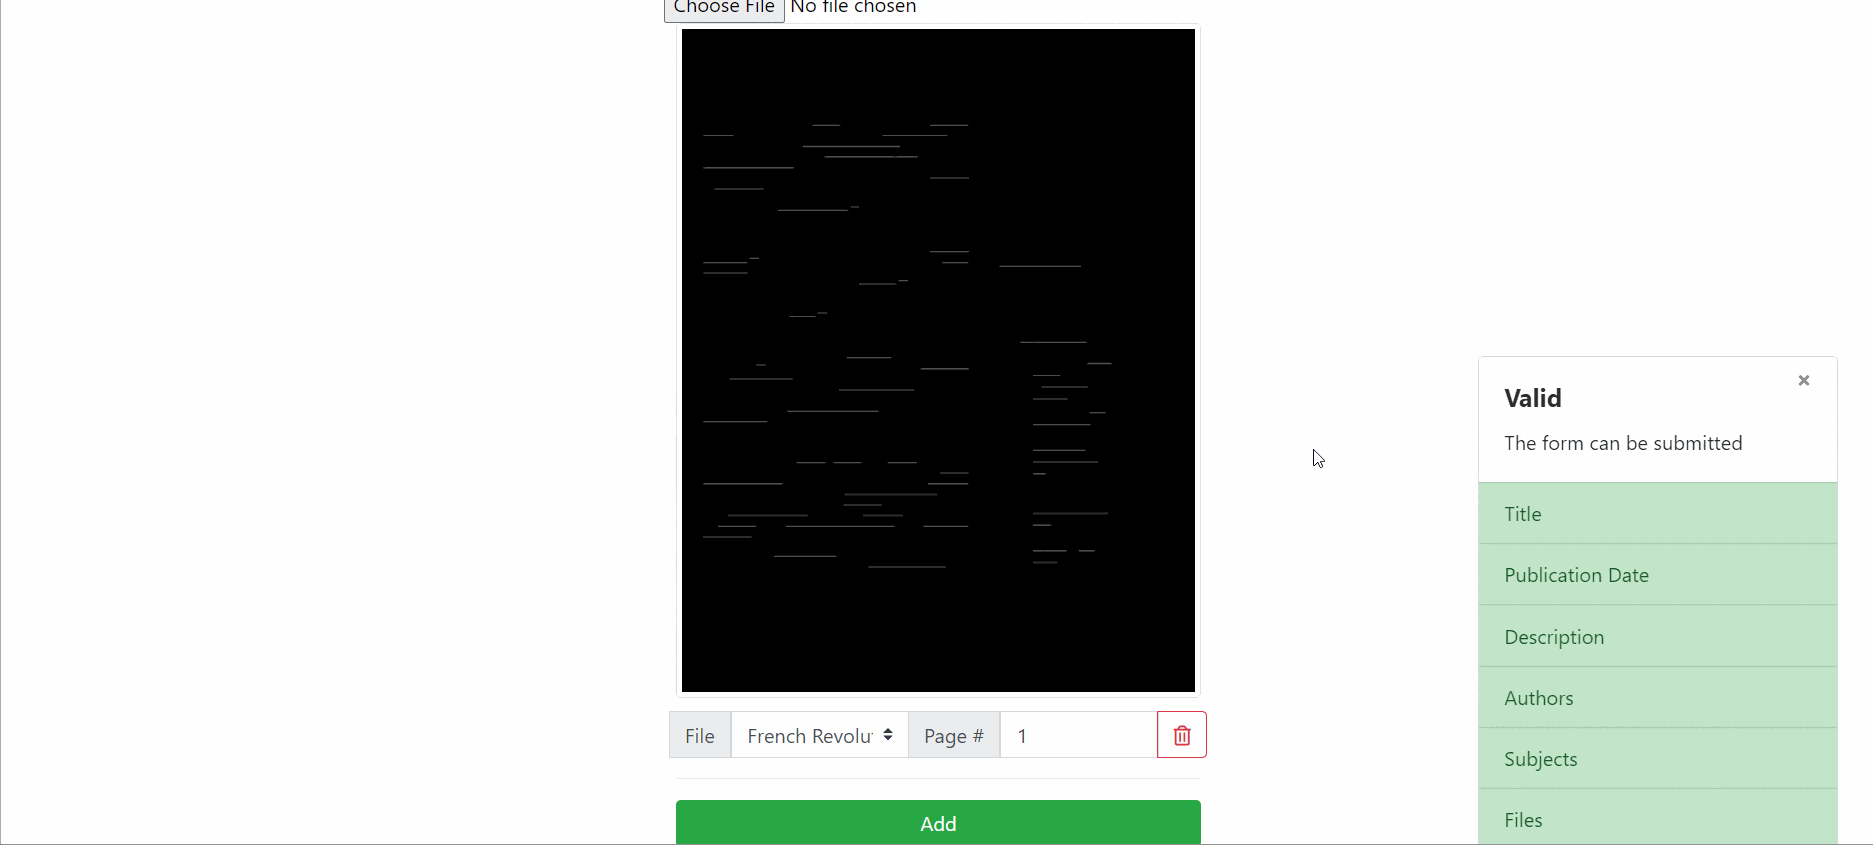 Choose File No file chosen
File French Revolu Page # 1
Add
Valid
The form can be submitted
Title
Publication Date
Description
Authors
Subjects
Files